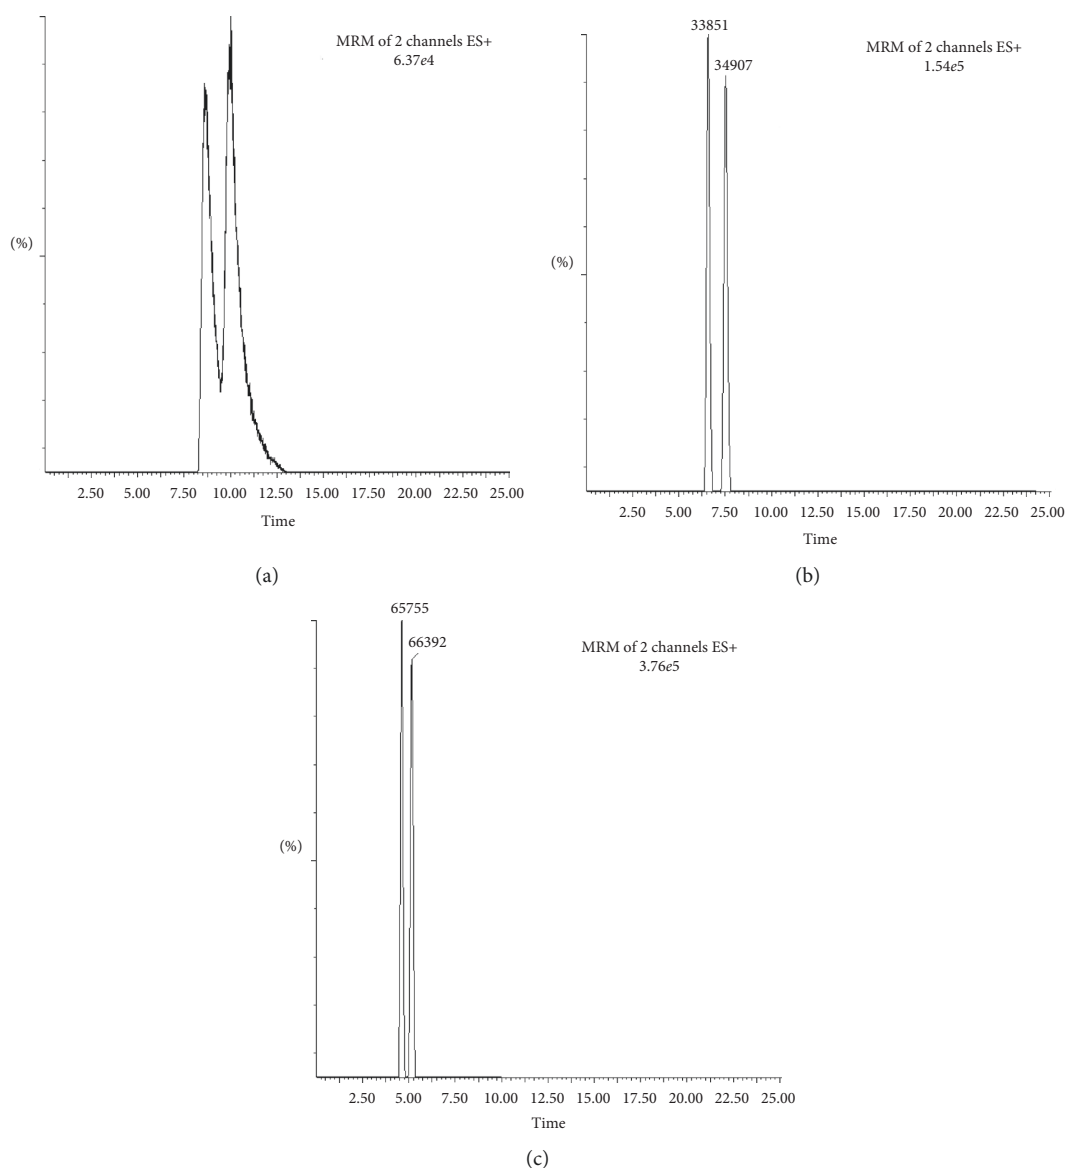 MRM of 2 channels ES+
6.37e4
(%)
2.50 5.00 7.50 10.00 12.50 15.00 17.50 20.00 22.50 25.00
Time
(a)
33851
34907
MRM of 2 channels ES+
1.54e5
(%)
2.50 5.00 7.50 10.00 12.50 15.00 17.50 20.00 22.50 25.00
Time
(b)
65755
66392
MRM of 2 channels ES+
3.76e5
(%)
2.50 5.00 7.50 10.00 12.50 15.00 17.50 20.00 22.50 25.00
Time
(c)